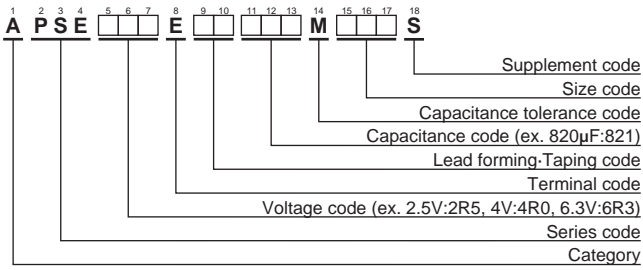 1 2 3 4 5 6 7 8 9 10 11 12 13 14 15 16 17 18
A P S E E M S
Supplement code
Size code
Capacitance tolerance code
Capacitance code (ex. 820µF:821)
Lead forming·Taping code
Terminal code
Voltage code (ex. 2.5V:2R5, 4V:4R0, 6.3V:6R3)
Series code
Category